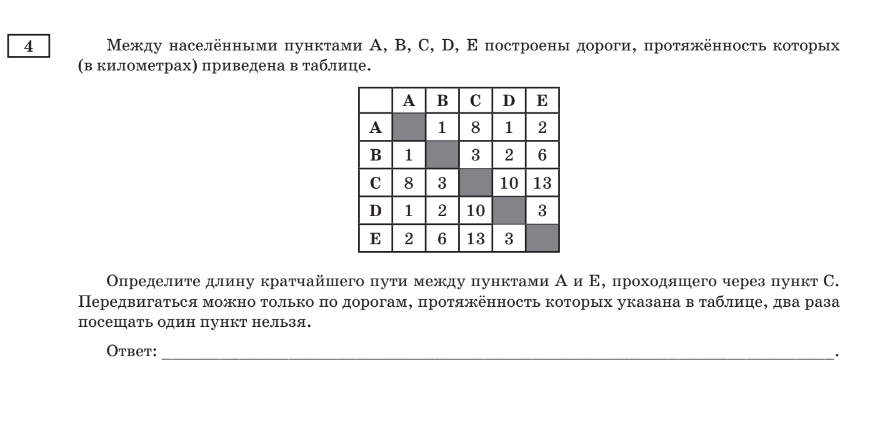 4
Между населёнными пунктами A, B, C, D, E построены дороги, протяжённость которых
(в километрах) приведена в таблице.
A B C D E
A 1 8 1 2
B 1 3 2 6
C 8 3 10 13
D 1 2 10 3
E 2 6 13 3
Определите длину кратчайшего пути между пунктами A и E, проходящего через пункт C.
Передвигаться можно только по дорогам, протяжённость которых указана в таблице, два раза
посещать один пункт нельзя.
Ответ: ______________________________________________.